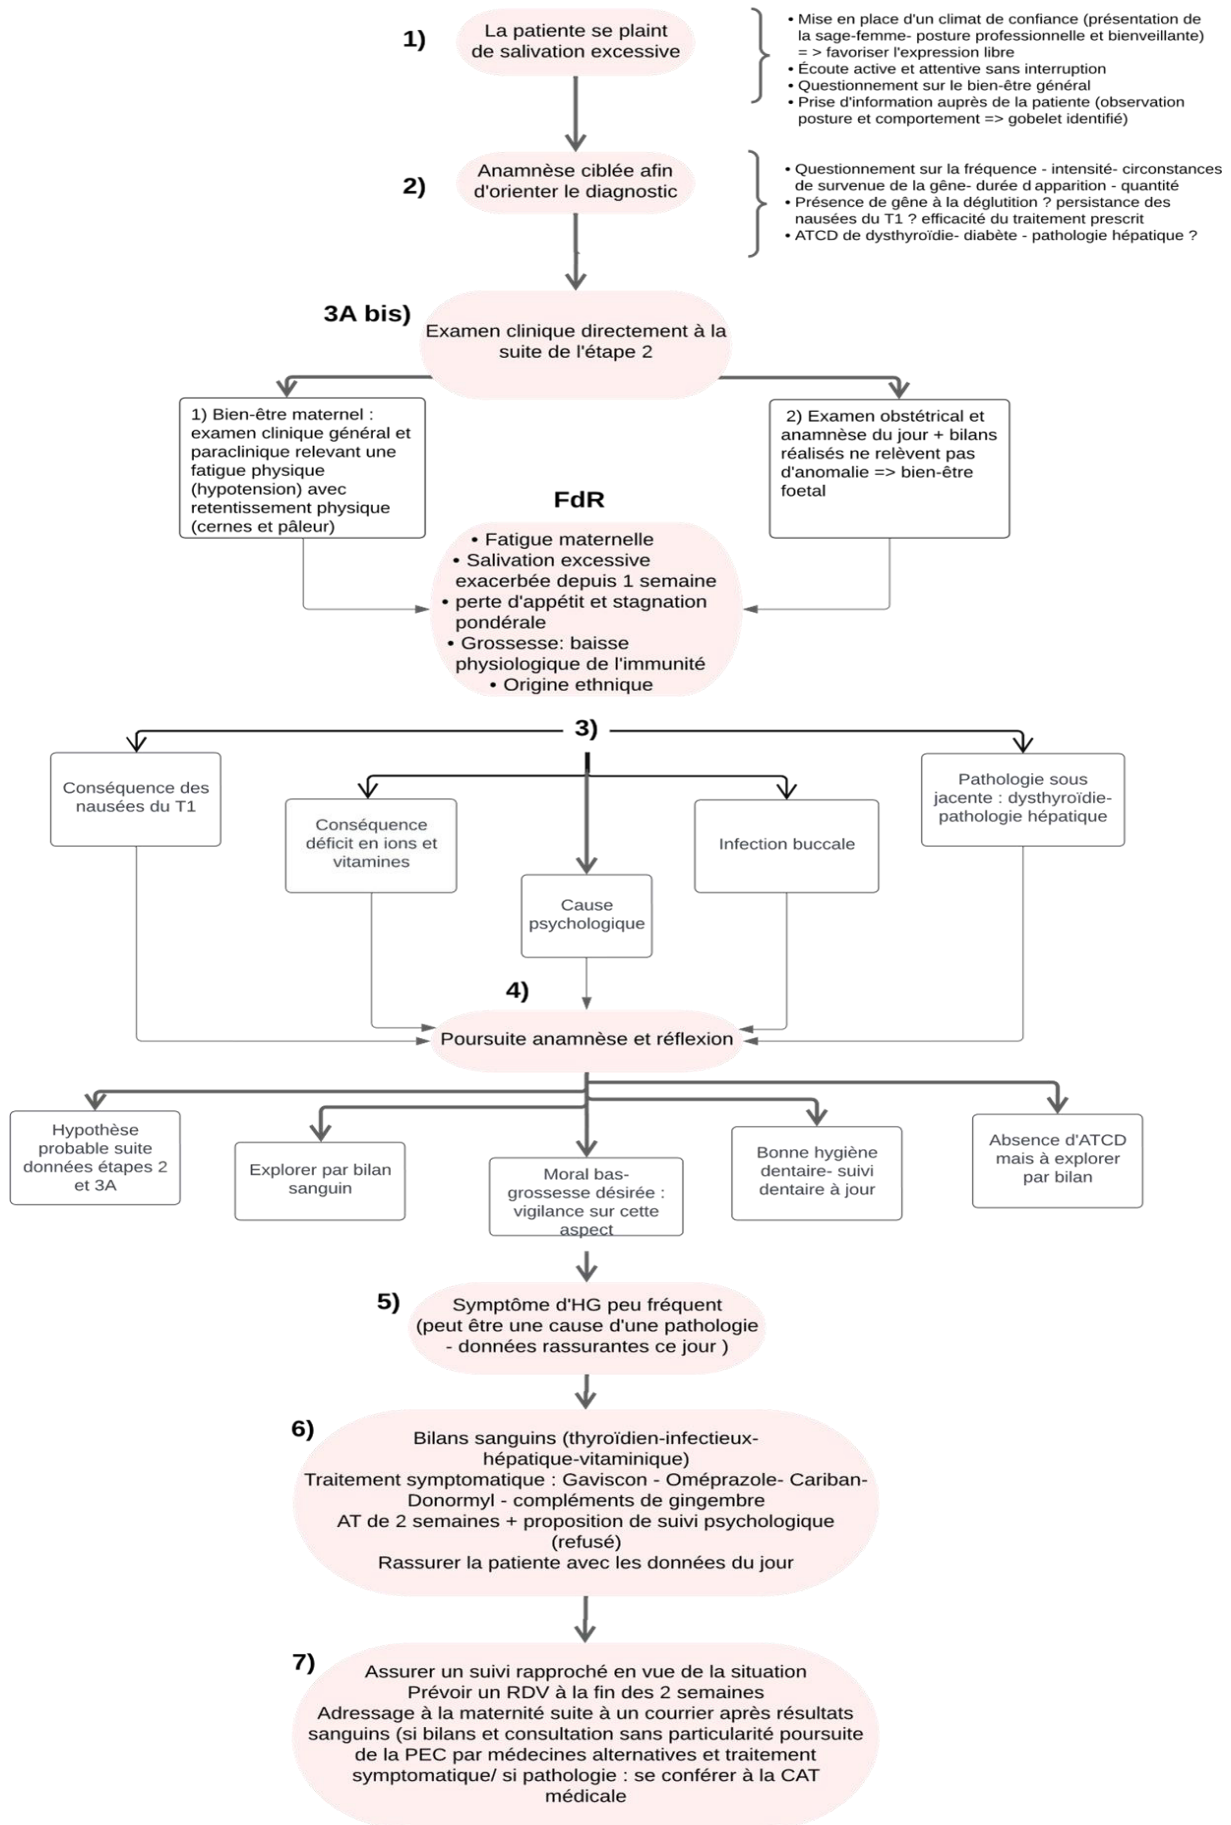 1)
La patiente se plaint
de salivation excessive
• Mise en place d'un climat de confiance (présentation de
la sage-femme- posture professionnelle et bienveillante)
= > favoriser l'expression libre
• Écoute active et attentive sans interruption
• Questionnement sur le bien-être général
• Prise d'information auprès de la patiente (observation
posture et comportement => gobelet identifié)
2)
Anamnèse ciblée afin
d'orienter le diagnostic
• Questionnement sur la fréquence - intensité- circonstances
de survenue de la gêne- durée d apparition - quantité
• Présence de gêne à la déglutition ? persistance des
nausées du T1 ? efficacité du traitement prescrit
• ATCD de dysthyroïdie- diabète - pathologie hépatique ?
3A bis)
Examen clinique directement à la
suite de l'étape 2
1) Bien-être maternel :
examen clinique général et
paraclinique relevant une
fatigue physique
(hypotension) avec
retentissement physique
(cernes et pâleur)
2) Examen obstétrical et
anamnèse du jour + bilans
réalisés ne relèvent pas
d'anomalie => bien-être
foetal
FdR
• Fatigue maternelle
• Salivation excessive
exacerbée depuis 1 semaine
• perte d'appétit et stagnation
pondérale
• Grossesse: baisse
physiologique de l'immunité
• Origine ethnique
3)
Conséquence des
nausées du T1
Conséquence
déficit en ions et
vitamines
Cause
psychologique
Infection buccale
Pathologie sous
jacente : dysthyroïdie-
pathologie hépatique
4)
Poursuite anamnèse et réflexion
Hypothèse
probable suite
données étapes 2
et 3A
Explorer par bilan
sanguin
Moral bas-
grossesse désirée :
vigilance sur cette
aspect
Bonne hygiène
dentaire- suivi
dentaire à jour
Absence d'ATCD
mais à explorer
par bilan
5)
Symptôme d'HG peu fréquent
(peut être une cause d'une pathologie
- données rassurantes ce jour )
6)
Bilans sanguins (thyroïdien-infectieux-
hépatique-vitaminique)
Traitement symptomatique : Gaviscon - Oméprazole- Cariban-
Donormyl - compléments de gingembre
AT de 2 semaines + proposition de suivi psychologique
(refusé)
Rassurer la patiente avec les données du jour
7)
Assurer un suivi rapproché en vue de la situation
Prévoir un RDV à la fin des 2 semaines
Adressage à la maternité suite à un courrier après résultats
sanguins (si bilans et consultation sans particularité poursuite
de la PEC par médecines alternatives et traitement
symptomatique/ si pathologie : se conférer à la CAT
médicale